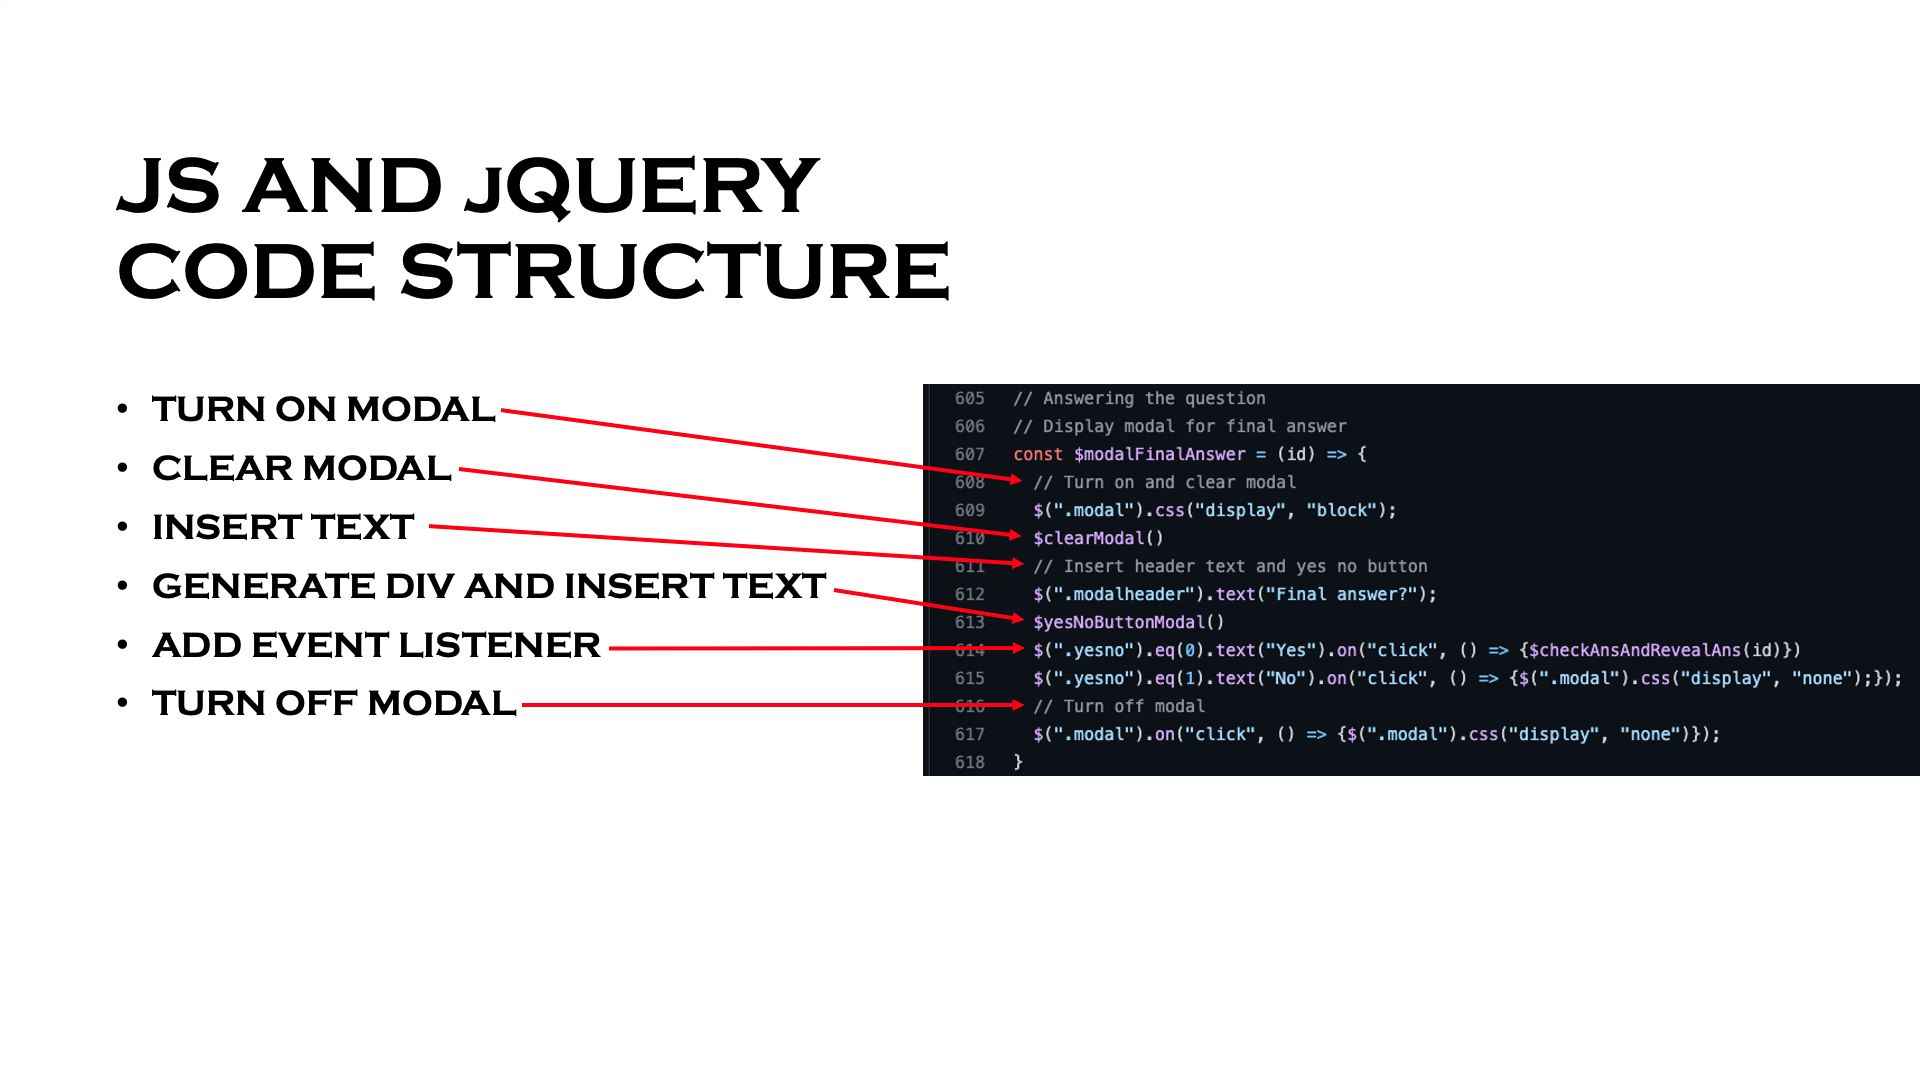 JS AND jQUERY
CODE STRUCTURE
• TURN ON MODAL
• CLEAR MODAL
• INSERT TEXT
• GENERATE DIV AND INSERT TEXT
• ADD EVENT LISTENER
• TURN OFF MODAL
605 // Answering the question
606 // Display modal for final answer
607 const $modalFinalAnswer = (id) => {
608 // Turn on and clear modal
609 $(".modal").css("display", "block");
610 $clearModal()
611 // Insert header text and yes no button
612 $(".modalheader").text("Final answer?");
613 $yesNoButtonModal()
614 $(".yesno").eq(0).text("Yes").on("click", () => {$checkAnsAndRevealAns(id)})
615 $(".yesno").eq(1).text("No").on("click", () => {$(".modal").css("display", "none");});
616 // Turn off modal
617 $(".modal").on("click", () => {$(".modal").css("display", "none")});
618 }